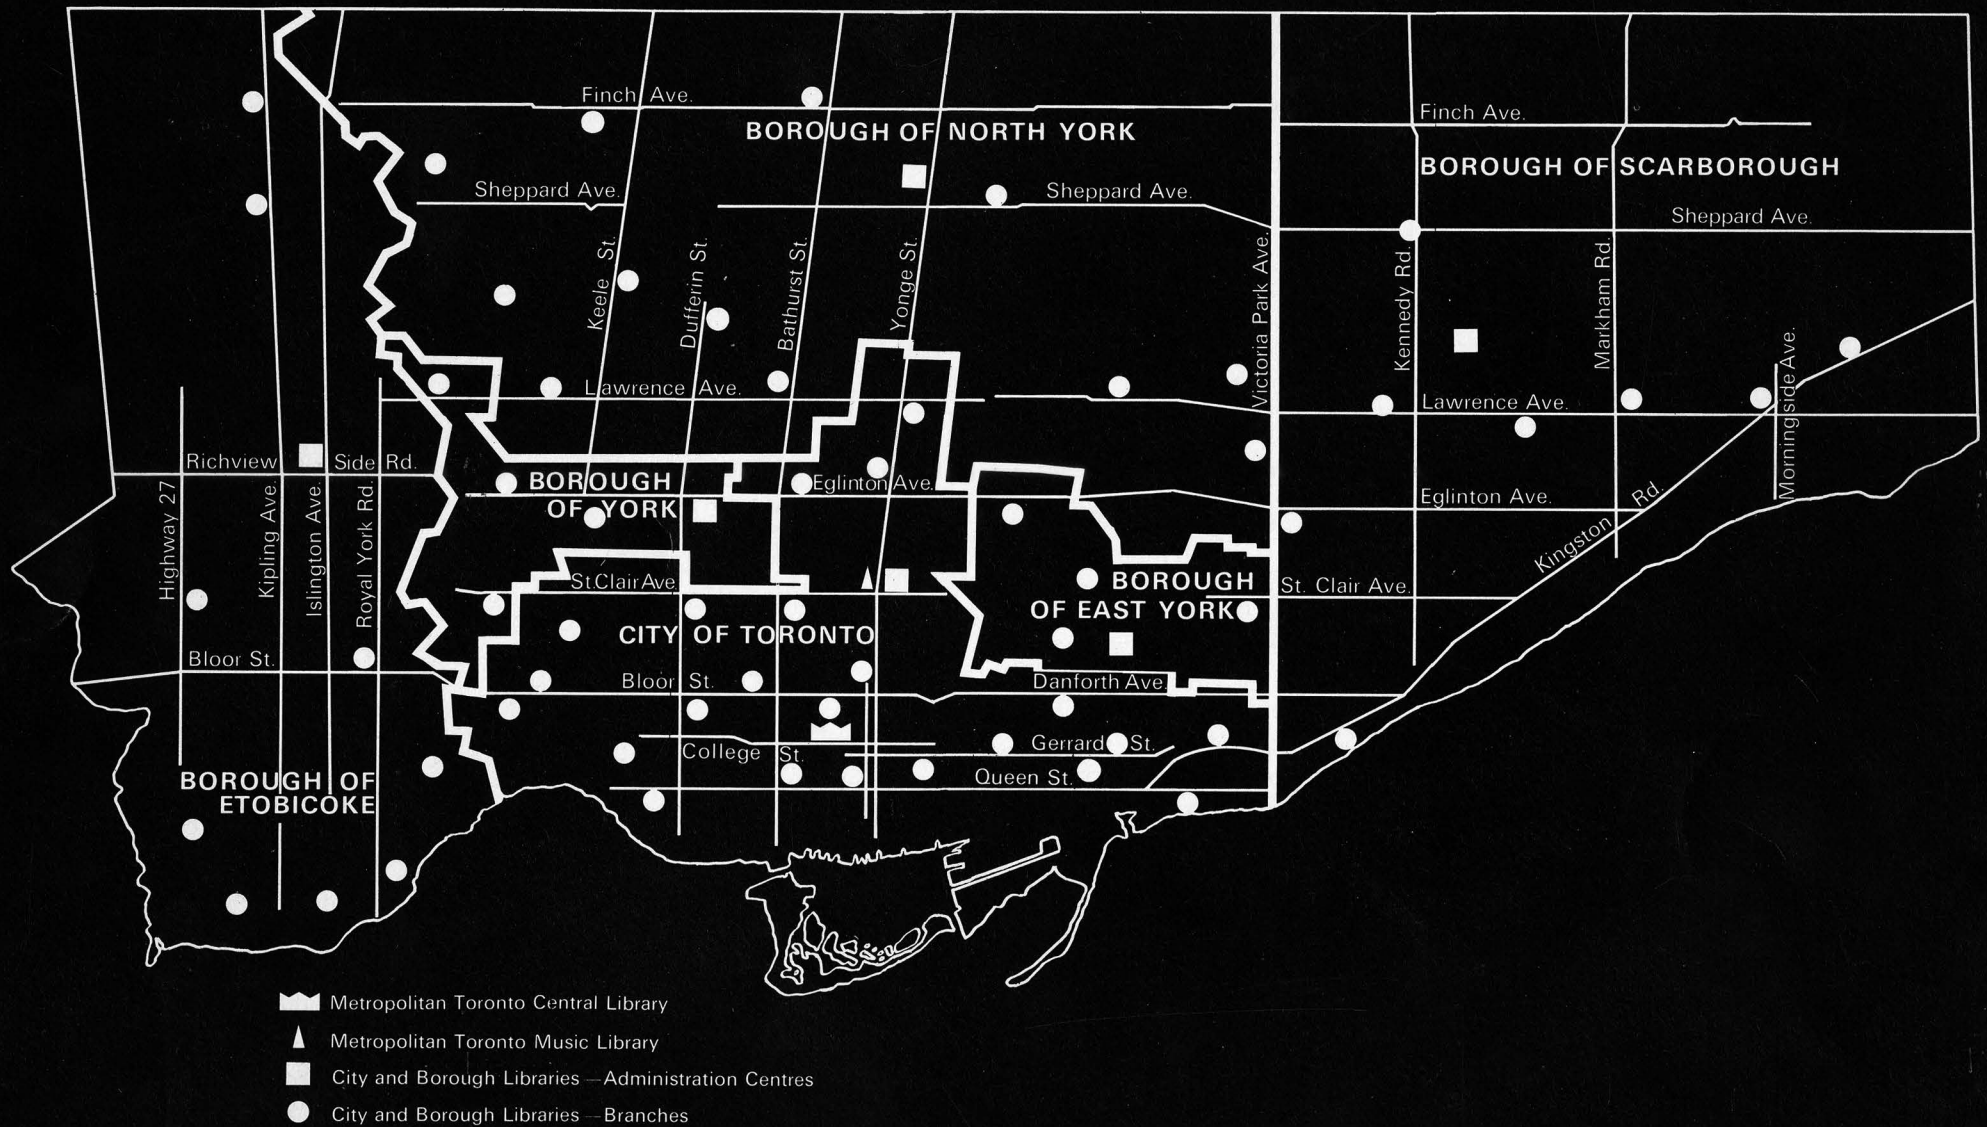 Finch Ave.
BOROUGH OF NORTH YORK
Finch Ave.
BOROUGH OF SCARBOROUGH
Sheppard Ave.
Sheppard Ave.
Sheppard Ave.
Keele St.
Dufferin St.
Bathurst St.
Yonge St.
Victoria Park Ave.
Kennedy Rd.
Markham Rd.
Morningside Ave.
Lawrence Ave.
Lawrence Ave.
Richview Side Rd.
BOROUGH
OF YORK
Eglinton Ave.
Eglinton Ave.
Kingston Rd.
Highway 27
Kipling Ave.
Islington Ave.
Royal York Rd.
St.Clair Ave.
BOROUGH
OF EAST YORK
St. Clair Ave.
CITY OF TORONTO
Bloor St.
Bloor St.
Danforth Ave.
College St.
Gerrard St.
Queen St.
BOROUGH OF
ETOBICOKE
Metropolitan Toronto Central Library
Metropolitan Toronto Music Library
City and Borough Libraries—Administration Centres
City and Borough Libraries—Branches